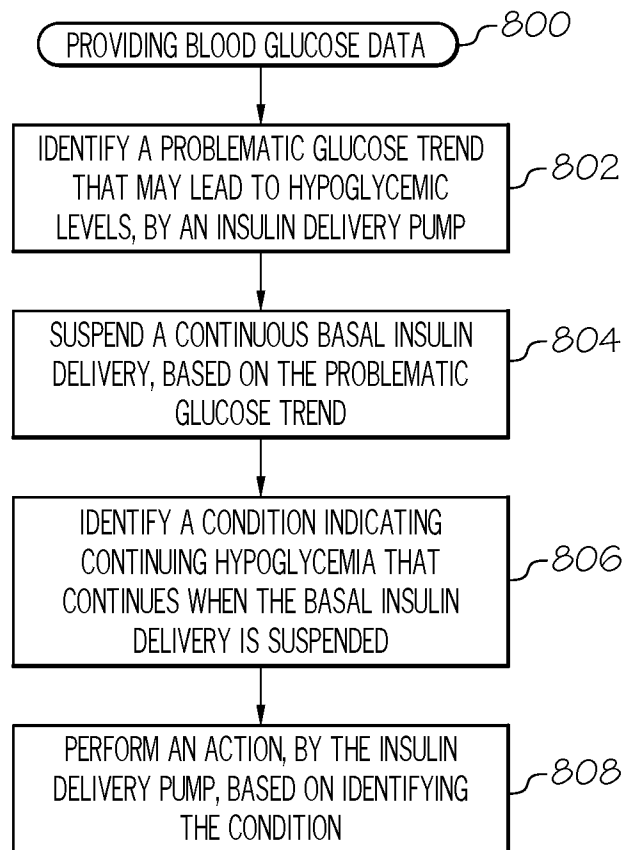 PROVIDING BLOOD GLUCOSE DATA
800
IDENTIFY A PROBLEMATIC GLUCOSE TREND
THAT MAY LEAD TO HYPOGLYCEMIC
LEVELS, BY AN INSULIN DELIVERY PUMP
802
SUSPEND A CONTINUOUS BASAL INSULIN
DELIVERY, BASED ON THE PROBLEMATIC
GLUCOSE TREND
804
IDENTIFY A CONDITION INDICATING
CONTINUING HYPOGLYCEMIA THAT
CONTINUES WHEN THE BASAL INSULIN
DELIVERY IS SUSPENDED
806
PERFORM AN ACTION, BY THE INSULIN
DELIVERY PUMP, BASED ON IDENTIFYING
THE CONDITION
808